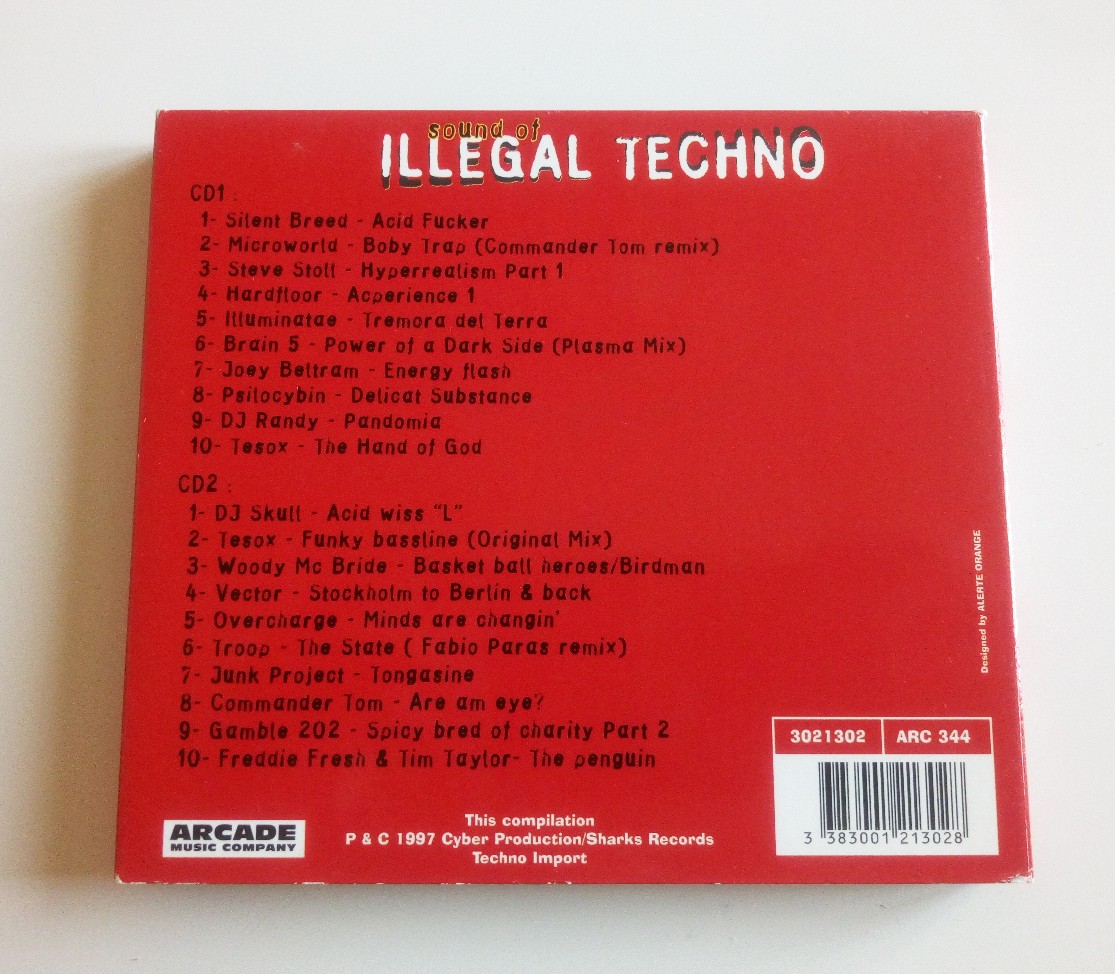 sound of
ILLEGAL TECHNO
CD1 :
1- Silent Breed - Acid Fucker
2- Microworld - Boby Trap (Commander Tom remix)
3- Steve Stoll - Hyperrealism Part 1
4- Hardfloor - Acperience 1
5- Illuminatae - Tremora del Terra
6- Brain 5 - Power of a Dark Side (Plasma Mix)
7- Joey Beltram - Energy flash
8- Psilocybin - Delicat Substance
9- DJ Randy - Pandomia
10- Tesox - The Hand of God
CD2 :
1- DJ Skull - Acid wiss "L"
2- Tesox - Funky bassline (Original Mix)
3- Woody Mc Bride - Basket ball heroes/Birdman
4- Vector - Stockholm to Berlin & back
5- Overcharge - Minds are changin'
6- Troop - The State ( Fabio Paras remix)
7- Junk Project - Tongasine
8- Commander Tom - Are am eye?
9- Gamble 202 - Spicy bred of charity Part 2
10- Freddie Fresh & Tim Taylor- The penguin
Designed by ALERTE ORANGE
3021302 ARC 344
3 383001 213028
ARCADE
MUSIC COMPANY
This compilation
P & C 1997 Cyber Production/Sharks Records
Techno Import